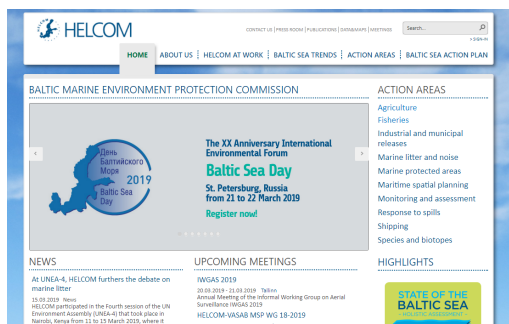 HELCOM
CONTACT US | PRESS ROOM | PUBLICATIONS | DATA&MAPS | MEETINGS
Search...
SIGN-IN
HOME ABOUT US HELCOM AT WORK BALTIC SEA TRENDS ACTION AREAS BALTIC SEA ACTION PLAN
BALTIC MARINE ENVIRONMENT PROTECTION COMMISSION
День
Балтийского
Моря
2019
Baltic Sea
Day
The XX Anniversary International
Environmental Forum
Baltic Sea Day
St. Petersburg, Russia
from 21 to 22 March 2019
Register now!
ACTION AREAS
Agriculture
Fisheries
Industrial and municipal
releases
Marine litter and noise
Marine protected areas
Maritime spatial planning
Monitoring and assessment
Response to spills
Shipping
Species and biotopes
NEWS
At UNEA-4, HELCOM furthers the debate on
marine litter
15.03.2019 News
HELCOM participated in the Fourth session of the UN
Environment Assembly (UNEA-4) that took place in
Nairobi, Kenya from 11 to 15 March 2019, where it
UPCOMING MEETINGS
IWGAS 2019
20.03.2019 - 21.03.2019 Tallinn
Annual Meeting of the Informal Working Group on Aerial
Surveillance IWGAS 2019
HELCOM-VASAB MSP WG 18-2019
HIGHLIGHTS
STATE OF THE
BALTIC SEA
HOLISTIC ASSESSMENT